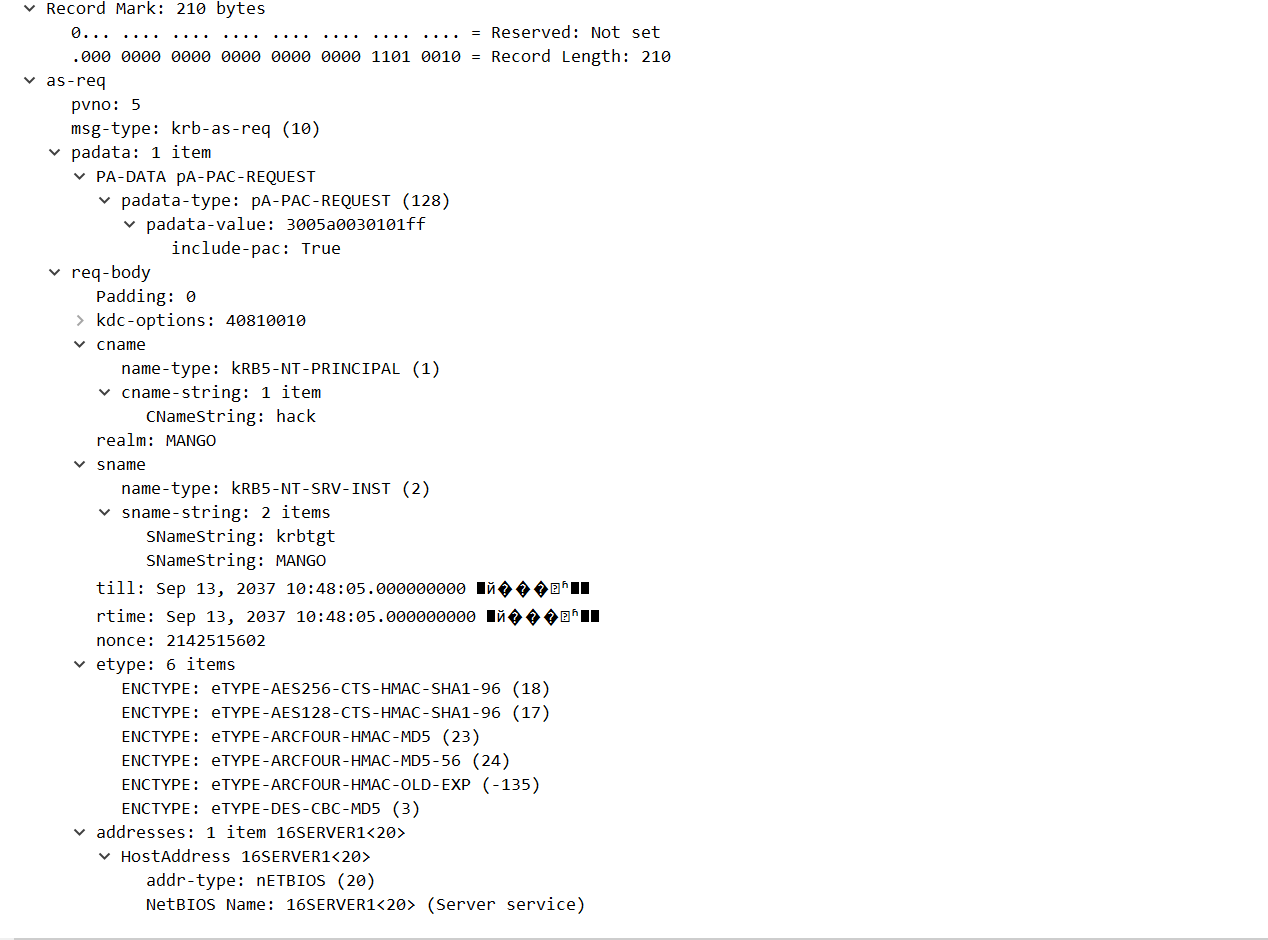 Record Mark: 210 bytes
0... .... .... .... .... .... .... .... = Reserved: Not set
.000 0000 0000 0000 0000 0000 1101 0010 = Record Length: 210
as-req
pvno: 5
msg-type: krb-as-req (10)
padata: 1 item
PA-DATA pA-PAC-REQUEST
padata-type: pA-PAC-REQUEST (128)
padata-value: 3005a0030101ff
include-pac: True
req-body
Padding: 0
kdc-options: 40810010
cname
name-type: kRB5-NT-PRINCIPAL (1)
cname-string: 1 item
CNameString: hack
realm: MANGO
sname
name-type: kRB5-NT-SRV-INST (2)
sname-string: 2 items
SNameString: krbtgt
SNameString: MANGO
till: Sep 13, 2037 10:48:05.000000000
rtime: Sep 13, 2037 10:48:05.000000000
nonce: 2142515602
etype: 6 items
ENCTYPE: eTYPE-AES256-CTS-HMAC-SHA1-96 (18)
ENCTYPE: eTYPE-AES128-CTS-HMAC-SHA1-96 (17)
ENCTYPE: eTYPE-ARCFOUR-HMAC-MD5 (23)
ENCTYPE: eTYPE-ARCFOUR-HMAC-MD5-56 (24)
ENCTYPE: eTYPE-ARCFOUR-HMAC-OLD-EXP (-135)
ENCTYPE: eTYPE-DES-CBC-MD5 (3)
addresses: 1 item 16SERVER1<20>
HostAddress 16SERVER1<20>
addr-type: nETBIOS (20)
NetBIOS Name: 16SERVER1<20> (Server service)